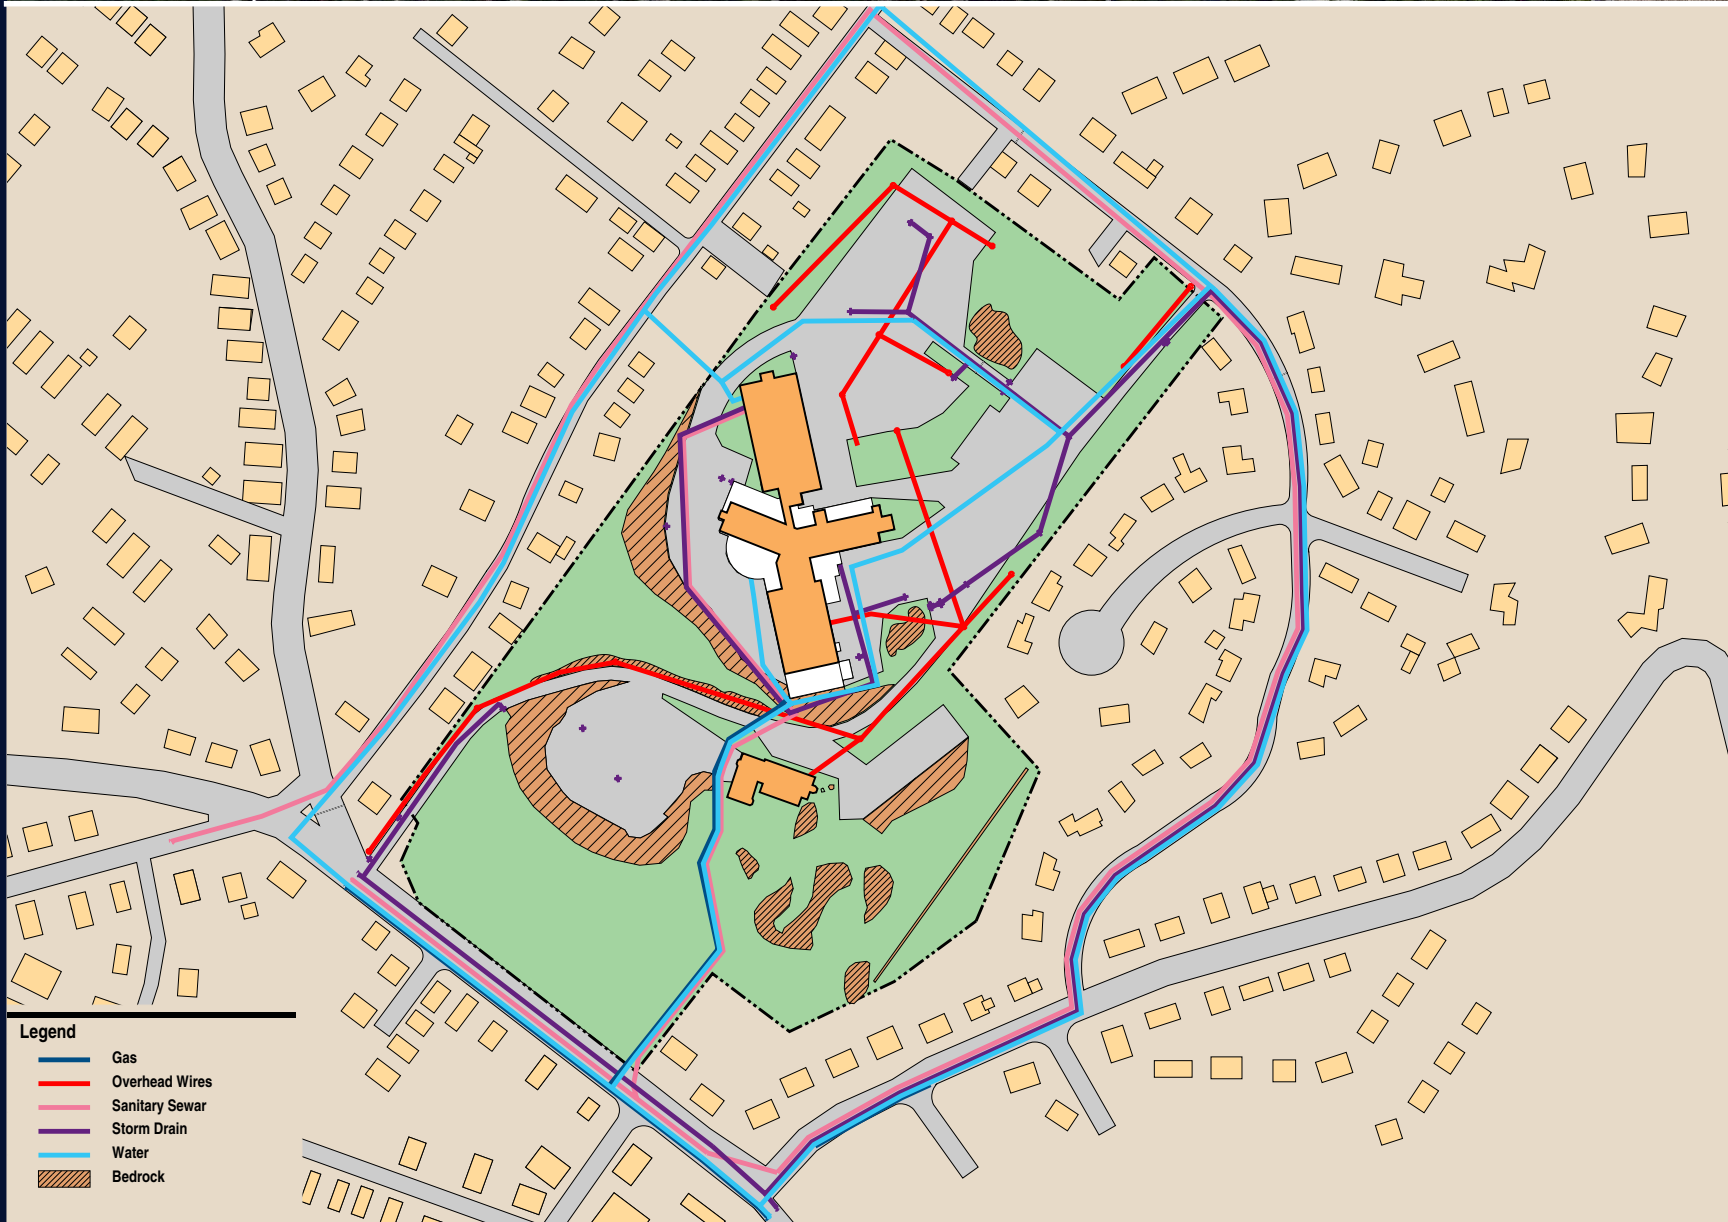 Legend
Gas
Overhead Wires
Sanitary Sewar
Storm Drain
Water
Bedrock